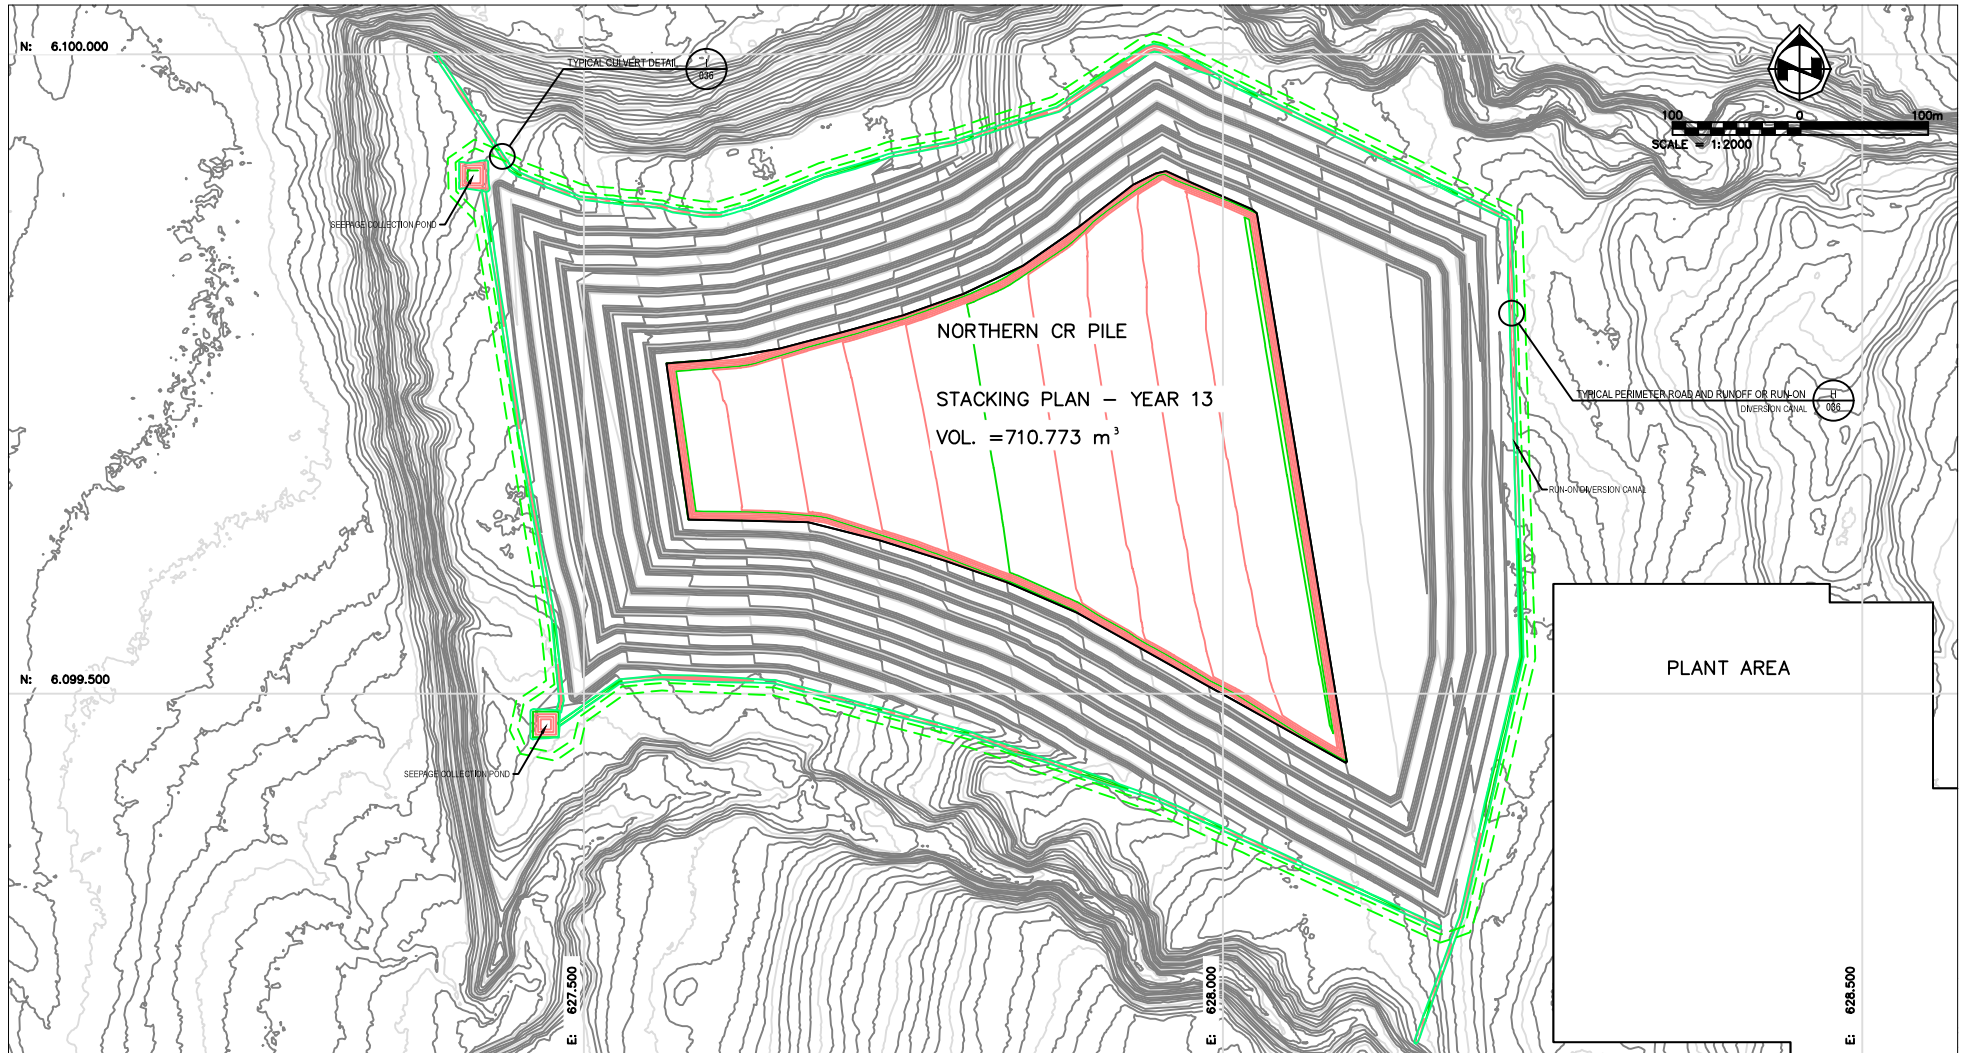 N: 6.100.000
TYPICAL CULVERT DETAIL
036
100 0 100m
SCALE = 1:2000
SEEPAGE COLLECTION POND
NORTHERN CR PILE
STACKING PLAN – YEAR 13
VOL. =710.773 m³
TYPICAL PERIMETER ROAD AND RUNOFF OR RUN-ON
DIVERSION CANAL
036
RUN-ON DIVERSION CANAL
PLANT AREA
N: 6.099.500
SEEPAGE COLLECTION POND
E: 627.500
E: 628.000
E: 628.500